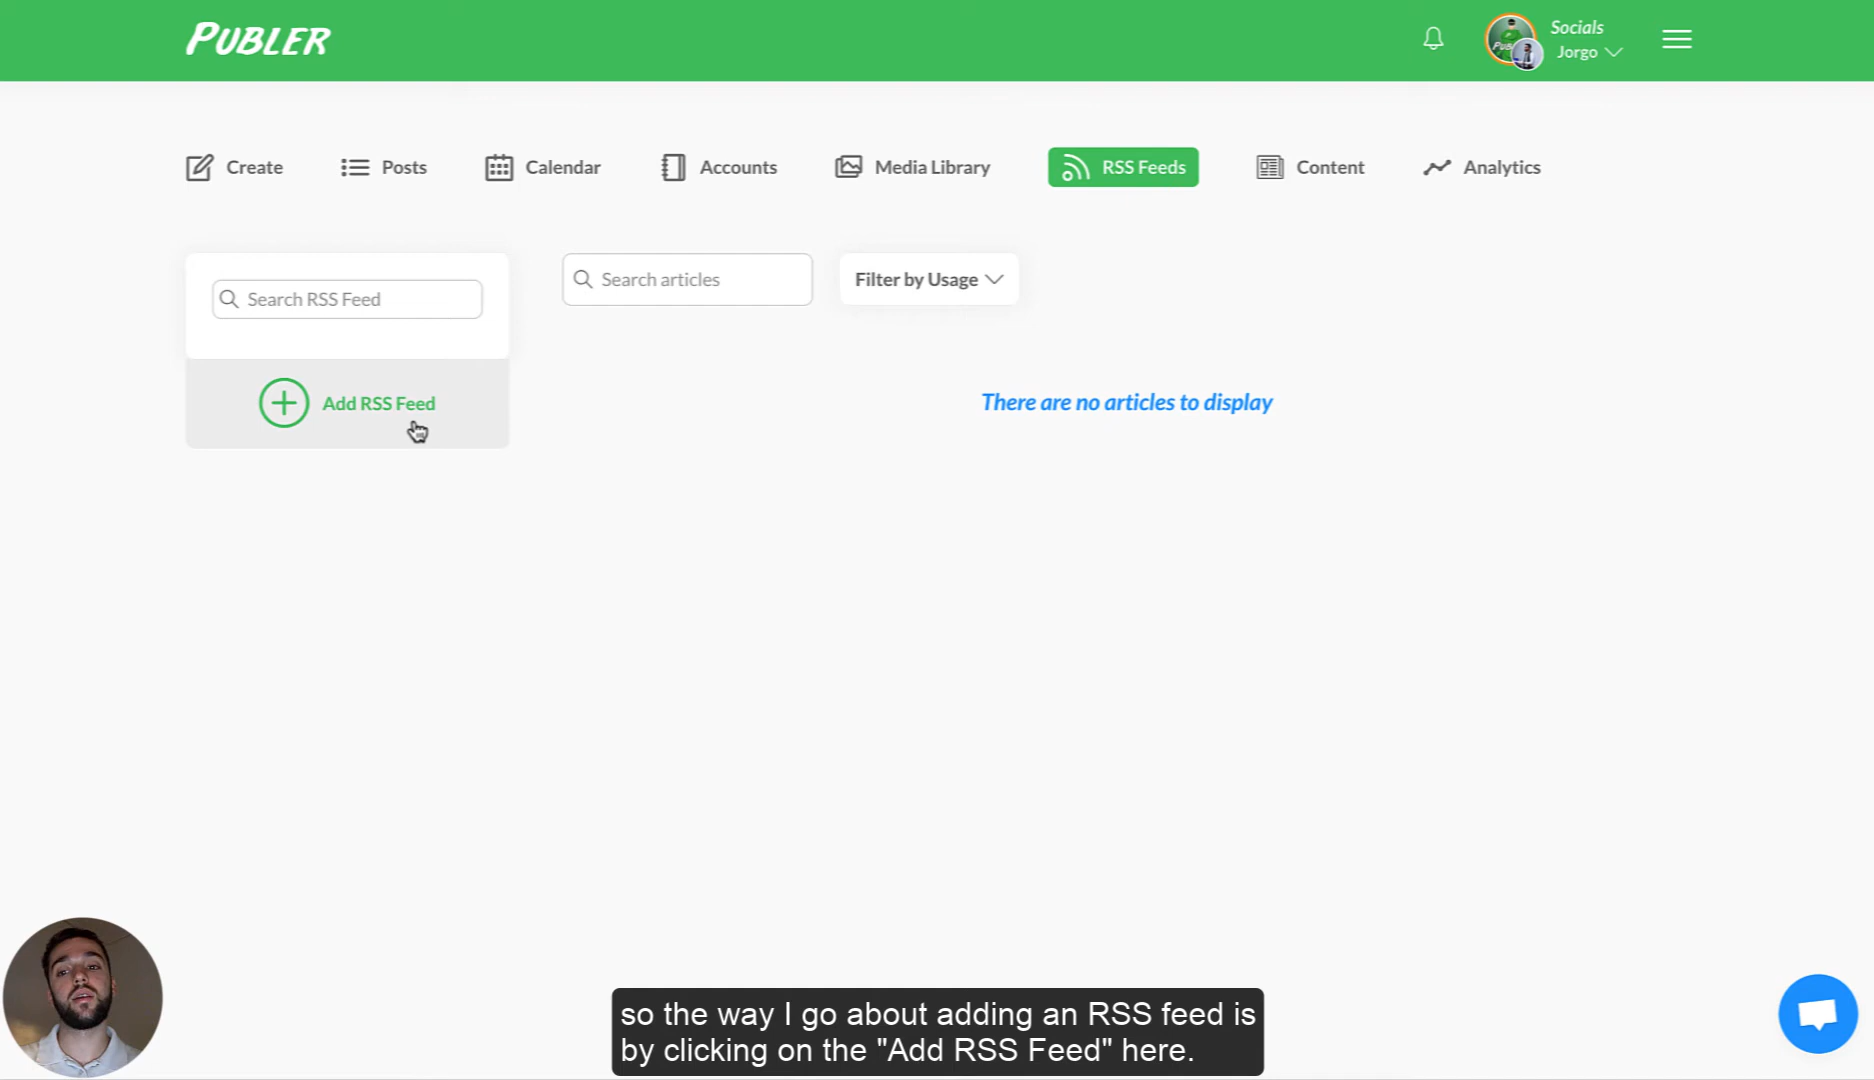 PUBLER
Socials
Jorgo
Create
Posts
Calendar
Accounts
Media Library
RSS Feeds
Content
Analytics
Search RSS Feed
Search articles
Filter by Usage
Add RSS Feed
There are no articles to display
so the way I go about adding an RSS feed is
by clicking on the "Add RSS Feed" here.